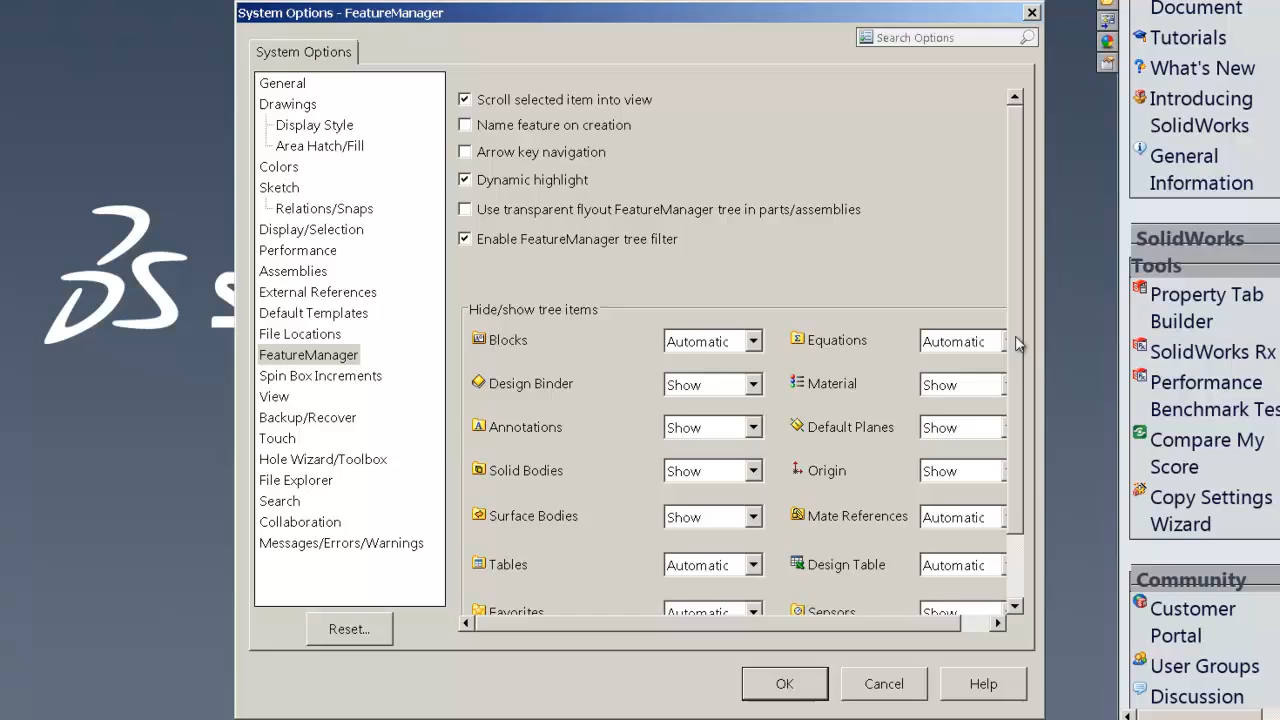 System Options - FeatureManager
Search Options
System Options
General
Drawings
Display Style
Area Hatch/Fill
Colors
Sketch
Relations/Snaps
Display/Selection
Performance
Assemblies
External References
Default Templates
File Locations
FeatureManager
Spin Box Increments
View
Backup/Recover
Touch
Hole Wizard/Toolbox
File Explorer
Search
Collaboration
Messages/Errors/Warnings
Reset...
Scroll selected item into view
Name feature on creation
Arrow key navigation
Dynamic highlight
Use transparent flyout FeatureManager tree in parts/assemblies
Enable FeatureManager tree filter
Hide/show tree items
Blocks Automatic Equations Automatic
Design Binder Show Material Show
Annotations Show Default Planes Show
Solid Bodies Show Origin Show
Surface Bodies Show Mate References Automatic
Tables Automatic Design Table Automatic
Favorites Automatic Sensors Show
OK Cancel Help
Document
Tutorials
What's New
Introducing
SolidWorks
General
Information
SolidWorks
Tools
Property Tab
Builder
SolidWorks Rx
Performance
Benchmark Tes
Compare My
Score
Copy Settings
Wizard
Community
Customer
Portal
User Groups
Discussion